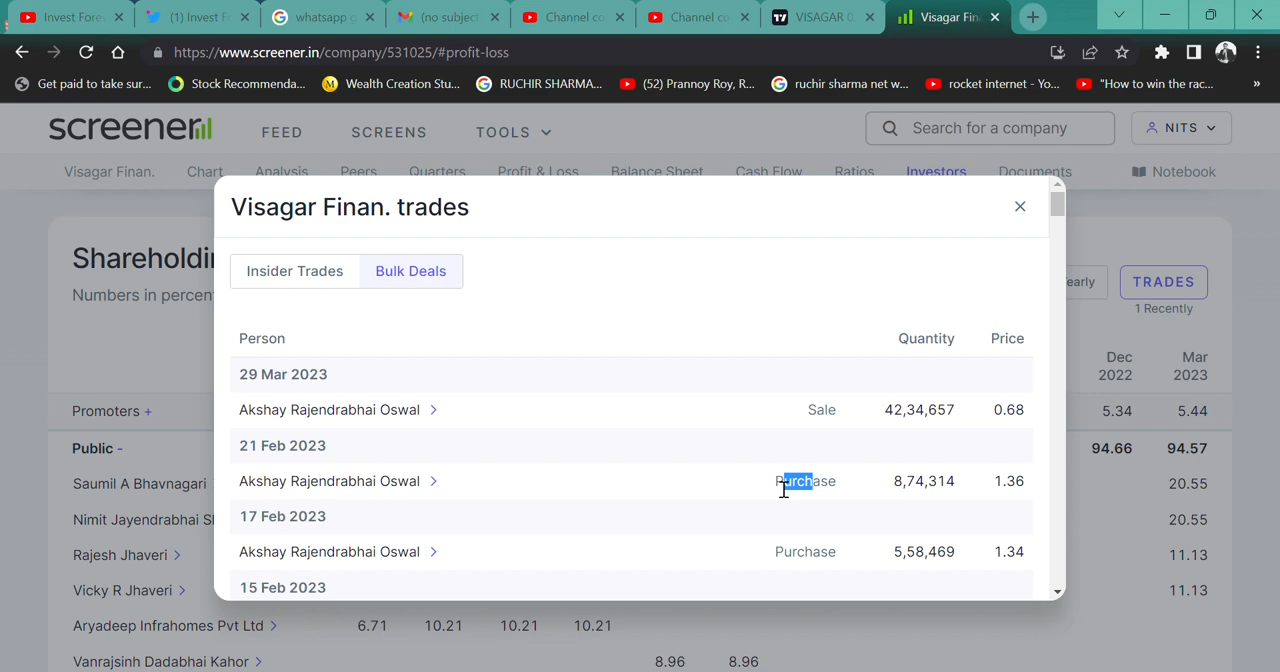 Invest Fore
(1) Invest F
whatsapp g
(no subject
Channel co
Channel co
VISAGAR 0.
Visagar Fin
https://www.screener.in/company/531025/#profit-loss
Get paid to take sur...
Stock Recommenda...
Wealth Creation Stu...
RUCHIR SHARMA...
(52) Prannoy Roy, R...
ruchir sharma net w...
rocket internet - Yo...
"How to win the rac...
»
screener
FEED
SCREENS
TOOLS
Search for a company
NITS
Visagar Finan.
Chart
Analysis
Peers
Quarters
Profit & Loss
Balance Sheet
Cash Flow
Ratios
Investors
Documents
Notebook
Visagar Finan. trades
Insider Trades
Bulk Deals
Person Quantity Price
29 Mar 2023
Akshay Rajendrabhai Oswal Sale 42,34,657 0.68
21 Feb 2023
Akshay Rajendrabhai Oswal Purchase 8,74,314 1.36
17 Feb 2023
Akshay Rajendrabhai Oswal Purchase 5,58,469 1.34
15 Feb 2023
Shareholdi
Numbers in percen
early
TRADES
1 Recently
Dec 2022
Mar 2023
Promoters + 5.34 5.44
Public - 94.66 94.57
Saumil A Bhavnagari 20.55
Nimit Jayendrabhai S 20.55
Rajesh Jhaveri 11.13
Vicky R Jhaveri 11.13
Aryadeep Infrahomes Pvt Ltd 6.71 10.21 10.21 10.21
Vanrajsinh Dadabhai Kahor 8.96 8.96